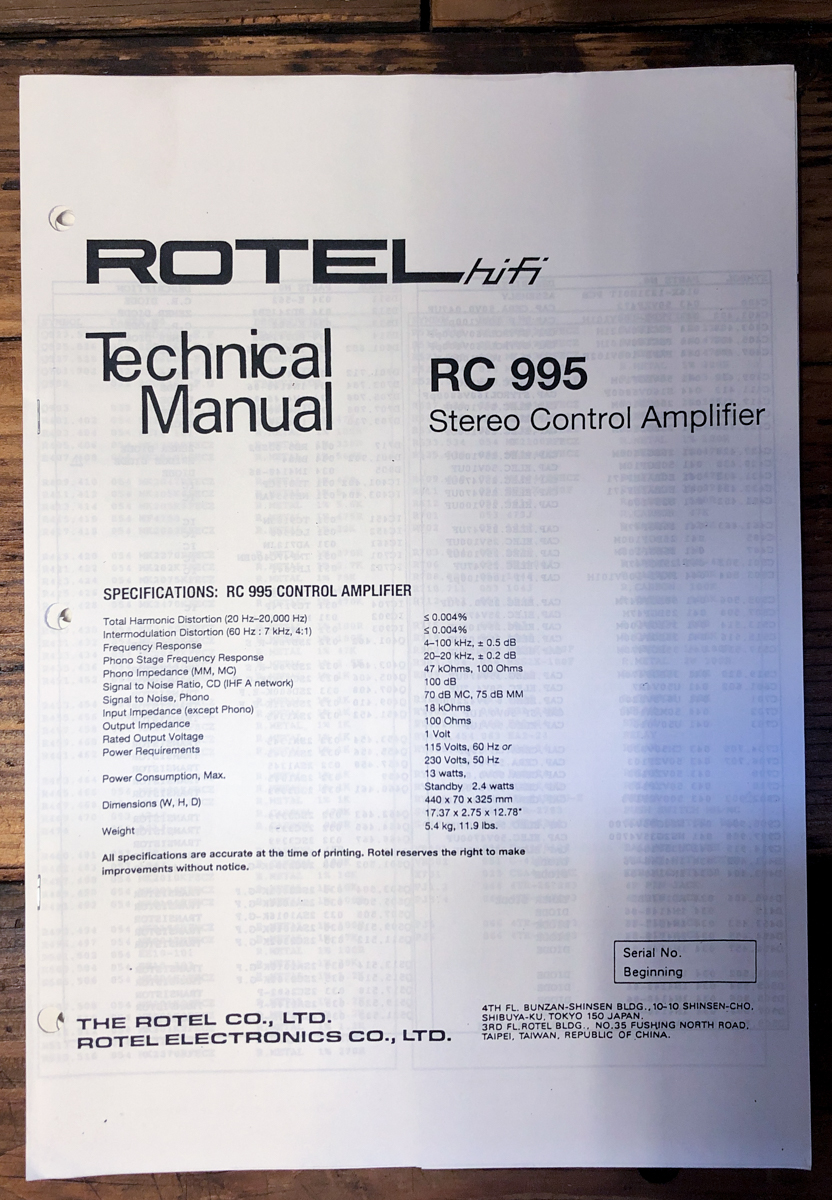 ROTEL hifi
Technical
Manual
RC 995
Stereo Control Amplifier
SPECIFICATIONS: RC 995 CONTROL AMPLIFIER
Total Harmonic Distortion (20 Hz–20,000 Hz) ≤ 0.004%
Intermodulation Distortion (60 Hz : 7 kHz, 4:1) ≤ 0.004%
Frequency Response 4–100 kHz, ± 0.5 dB
Phono Stage Frequency Response 20–20 kHz, ± 0.2 dB
Phono Impedance (MM, MC) 47 kOhms, 100 Ohms
Signal to Noise Ratio, CD (IHF A network) 100 dB
Signal to Noise, Phono 70 dB MC, 75 dB MM
Input Impedance (except Phono) 18 kOhms
Output Impedance 100 Ohms
Rated Output Voltage 1 Volt
Power Requirements 115 Volts, 60 Hz or
230 Volts, 50 Hz
Power Consumption, Max. 13 watts,
Standby 2.4 watts
Dimensions (W, H, D) 440 x 70 x 325 mm
17.37 x 2.75 x 12.78"
Weight 5.4 kg, 11.9 lbs.
All specifications are accurate at the time of printing. Rotel reserves the right to make
improvements without notice.
Serial No.
Beginning
THE ROTEL CO., LTD.
ROTEL ELECTRONICS CO., LTD.
4TH FL. BUNZAN-SHINSEN BLDG., 10-10 SHINSEN-CHO,
SHIBUYA-KU, TOKYO 150 JAPAN.
3RD FL. ROTEL BLDG., NO.35 FUSHING NORTH ROAD,
TAIPEI, TAIWAN, REPUBLIC OF CHINA.